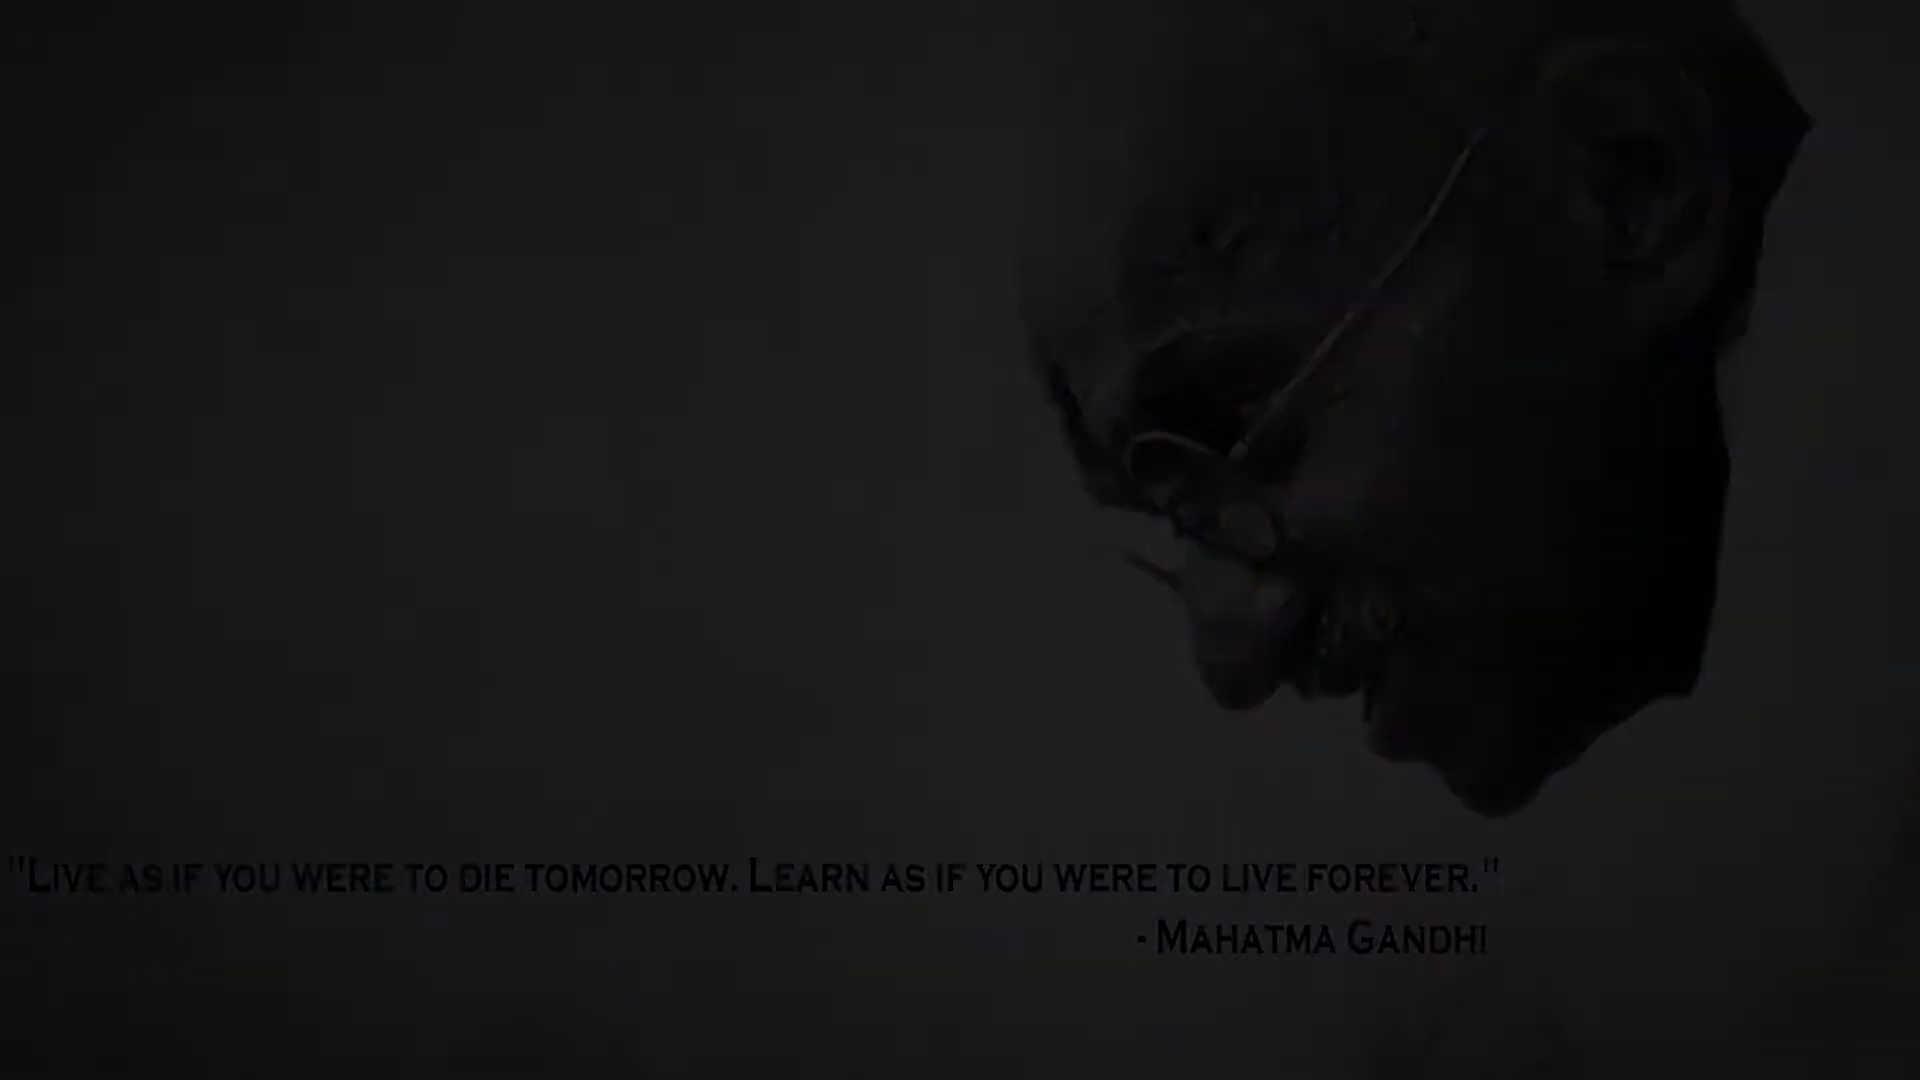 "Live as if you were to die tomorrow. Learn as if you were to live forever."
- Mahatma Gandhi